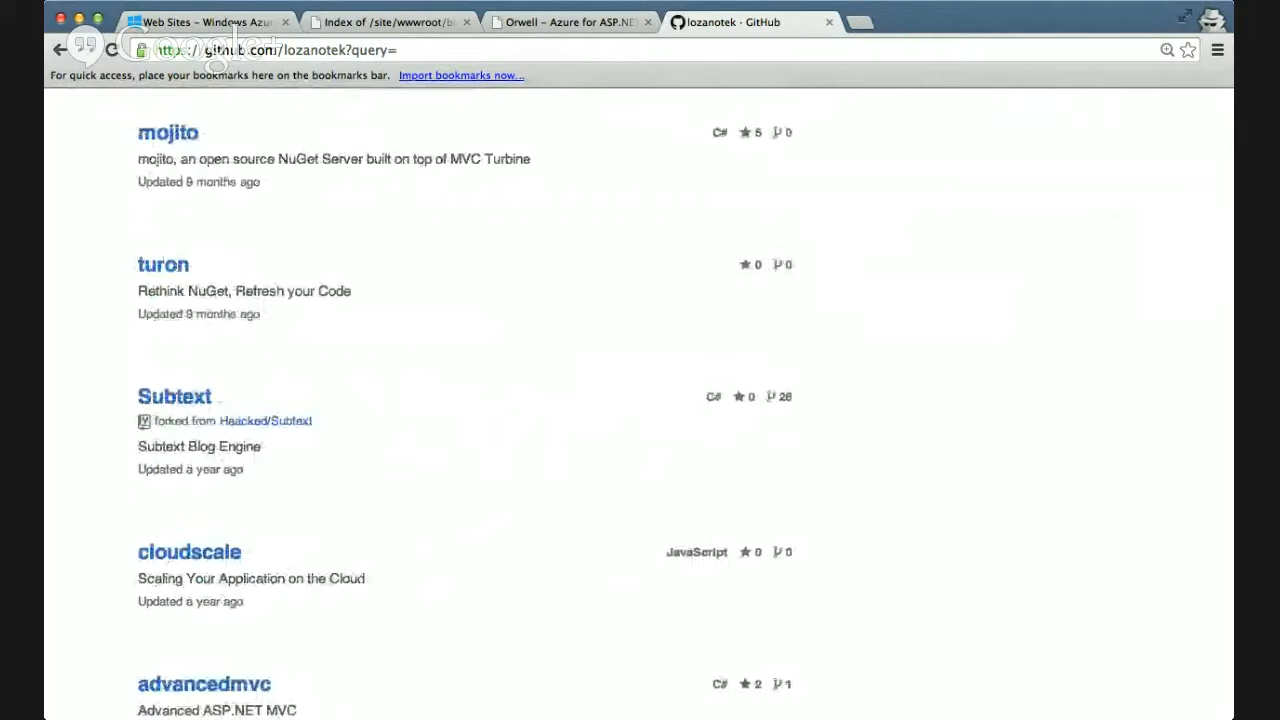 Web Sites - Windows Azur
Index of /site/wwwroot/bi
Orwell – Azure for ASP.NE
lozanotek · GitHub
Google+
https://github.com/lozanotek?query=
For quick access, place your bookmarks here on the bookmarks bar. Import bookmarks now...
mojito
C# 5 0
mojito, an open source NuGet Server built on top of MVC Turbine
Updated 9 months ago
turon
0 0
Rethink NuGet, Refresh your Code
Updated 9 months ago
Subtext
C# 0 26
forked from Haacked/Subtext
Subtext Blog Engine
Updated a year ago
cloudscale
JavaScript 0 0
Scaling Your Application on the Cloud
Updated a year ago
advancedmvc
C# 2 1
Advanced ASP.NET MVC